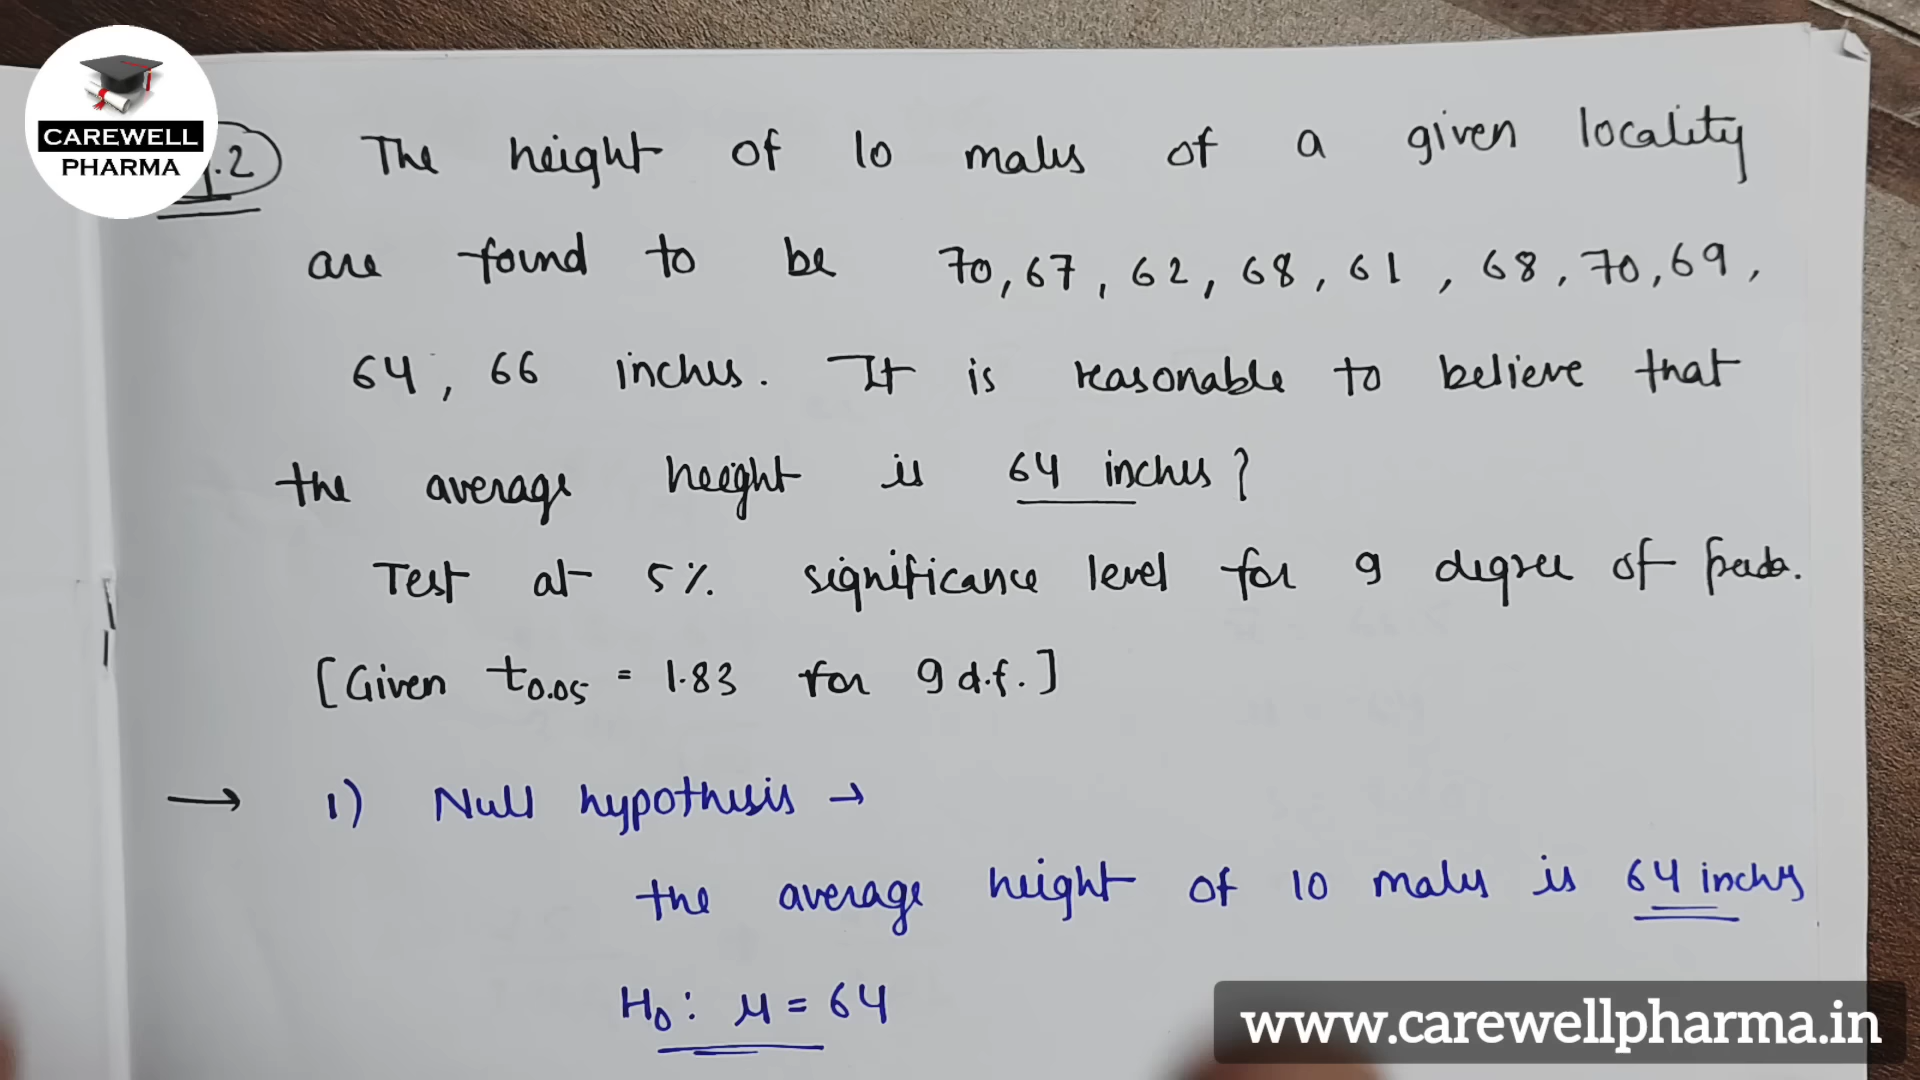 CAREWELL
PHARMA
.2 The height of 10 males of a given locality
are found to be 70, 67, 62, 68, 61, 68, 70, 69,
64, 66 inches. It is reasonable to believe that
the average height is 64 inches?
Test at 5% significance level for 9 degree of
[Given t0.05 = 1.83 for 9 d.f.]
→ 1) Null hypothesis →
the average height of 10 males is 64 inches
H0: μ = 64
www.carewellpharma.in